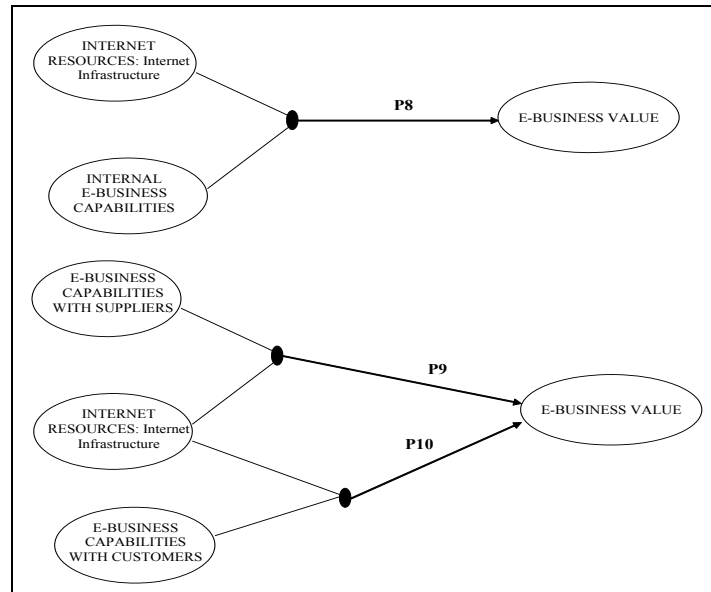 INTERNET
RESOURCES: Internet
Infrastructure
P8
E-BUSINESS VALUE
INTERNAL
E-BUSINESS
CAPABILITIES
E-BUSINESS
CAPABILITIES
WITH SUPPLIERS
P9
E-BUSINESS VALUE
INTERNET
RESOURCES: Internet
Infrastructure
P10
E-BUSINESS
CAPABILITIES
WITH CUSTOMERS